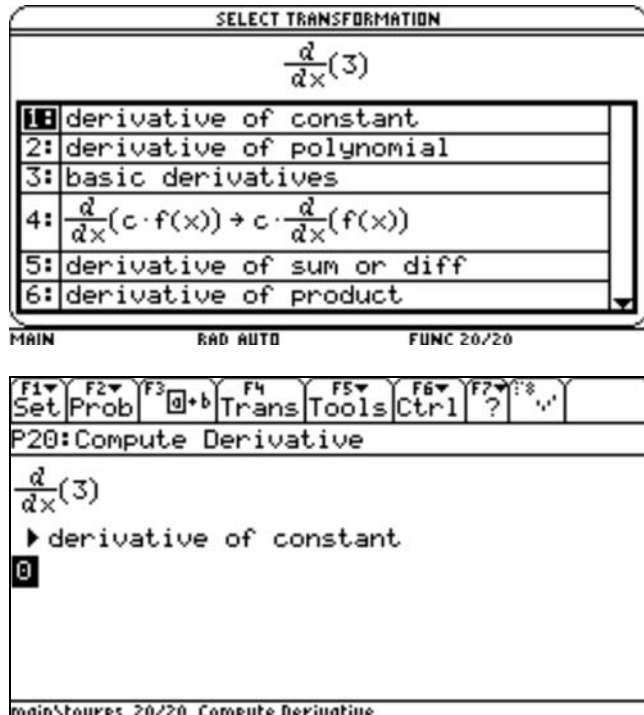 SELECT TRANSFORMATION
d/dx(3)
1: derivative of constant
2: derivative of polynomial
3: basic derivatives
4: d/dx(c·f(x)) → c·d/dx(f(x))
5: derivative of sum or diff
6: derivative of product
MAIN RAD AUTO FUNC 20/20
F1▼ Set F2▼ Prob F3 a+b F4 Trans F5▼ Tools F6▼ Ctrl F7▼ ?
P20:Compute Derivative
d/dx(3)
▶ derivative of constant
0
20/20 Compute Derivative